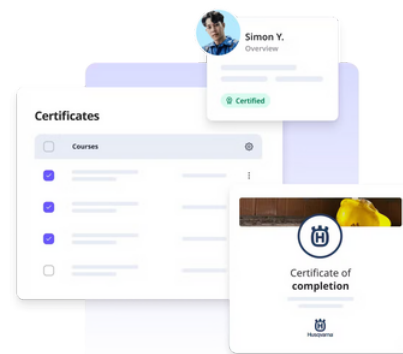 Simon Y.
Overview
Certified
Certificates
Courses
Certificate of
completion
Husqvarna